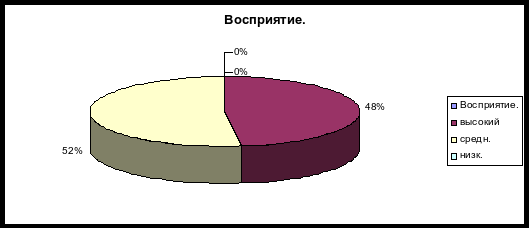 Восприятие.
0%
0%
48%
52%
Восприятие.
высокий
средн.
низк.